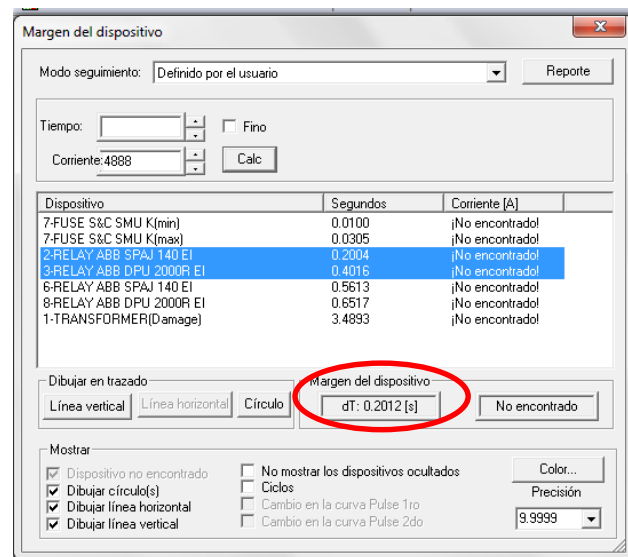 Margen del dispositivo
Modo seguimiento: Definido por el usuario Reporte
Tiempo: Fino
Corriente: 4888 Calc
Dispositivo Segundos Corriente [A]
7-FUSE S&C SMU K(min) 0.0100 ¡No encontrado!
7-FUSE S&C SMU K(max) 0.0305 ¡No encontrado!
2-RELAY ABB SPAJ 140 EI 0.2004 ¡No encontrado!
3-RELAY ABB DPU 2000R EI 0.4016 ¡No encontrado!
6-RELAY ABB SPAJ 140 EI 0.5613 ¡No encontrado!
8-RELAY ABB DPU 2000R EI 0.6517 ¡No encontrado!
1-TRANSFORMER(Damage) 3.4893 ¡No encontrado!
Dibujar en trazado Margen del dispositivo
Línea vertical Línea horizontal Círculo dT: 0.2012 [s] No encontrado
Mostrar
Dispositivo no encontrado No mostrar los dispositivos ocultados Color...
Dibujar círculo(s) Ciclos Precisión
Dibujar línea horizontal Cambio en la curva Pulse 1ro 9.9999
Dibujar línea vertical Cambio en la curva Pulse 2do